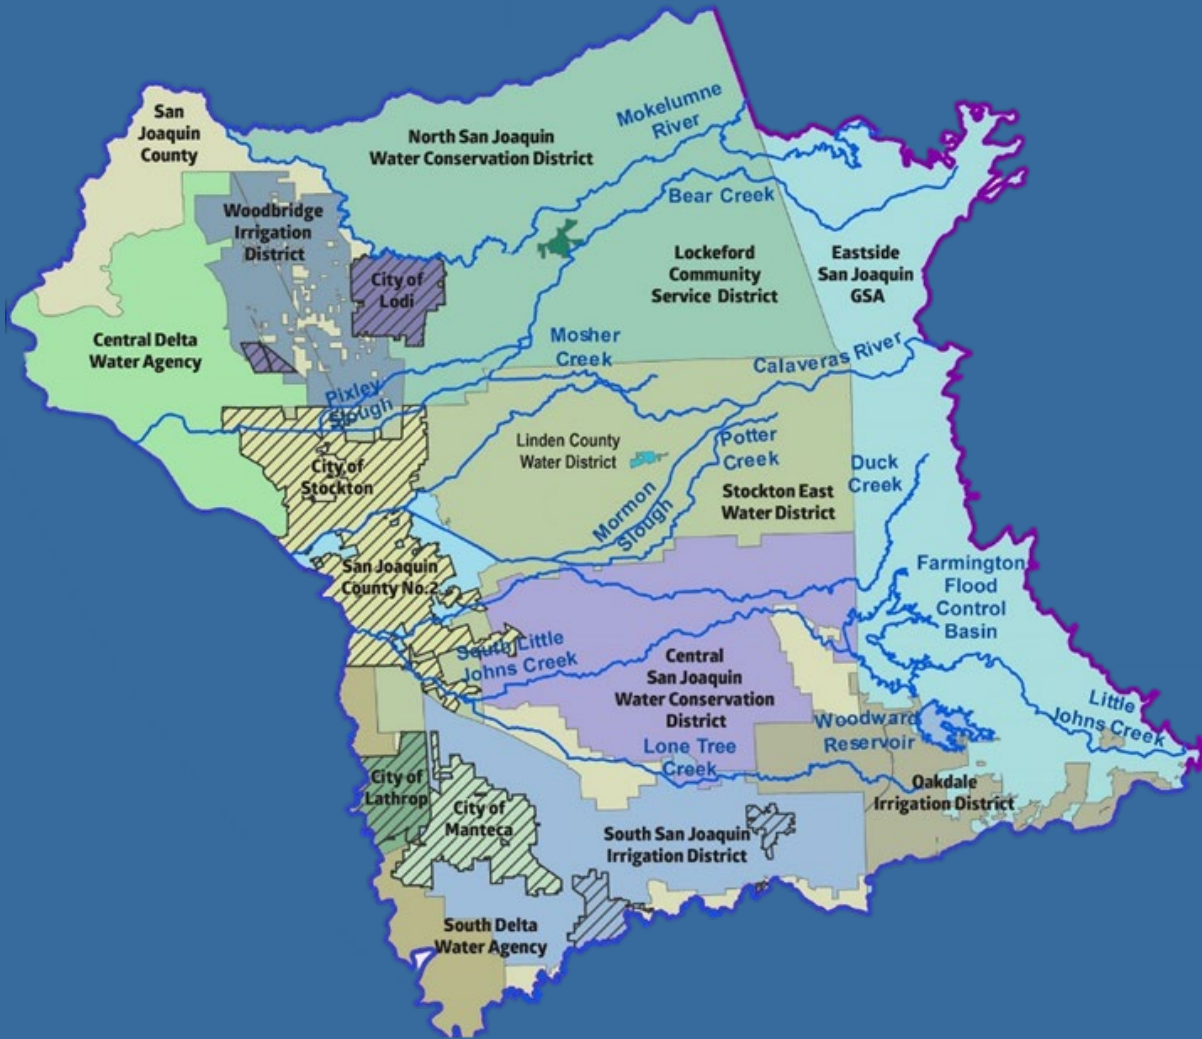 San
Joaquin
County
North San Joaquin
Water Conservation District
Mokelumne
River
Bear Creek
Woodbridge
Irrigation
District
City of
Lodi
Lockeford
Community
Service District
Eastside
San Joaquin
GSA
Central Delta
Water Agency
Mosher
Creek
Calaveras River
Pixley
Slough
Linden County
Water District
Potter
Creek
Duck
Creek
City of
Stockton
Mormon
Slough
Stockton East
Water District
San Joaquin
County No.2
Farmington
Flood
Control
Basin
South Little
Johns Creek
Central
San Joaquin
Water Conservation
District
Woodward
Reservoir
Little
Johns Creek
Lone Tree
Creek
City of
Lathrop
City of
Manteca
Oakdale
Irrigation District
South San Joaquin
Irrigation District
South Delta
Water Agency